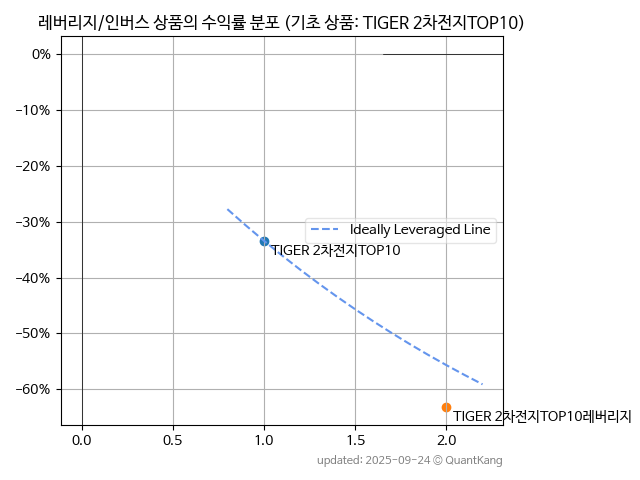 레버리지/인버스 상품의 수익률 분포 (기초 상품: TIGER 2차전지TOP10)
0%
−10%
−20%
−30%
−40%
−50%
−60%
Ideally Leveraged Line
TIGER 2차전지TOP10
TIGER 2차전지TOP10레버리지
0.0 0.5 1.0 1.5 2.0
updated: 2025-09-24 © QuantKang